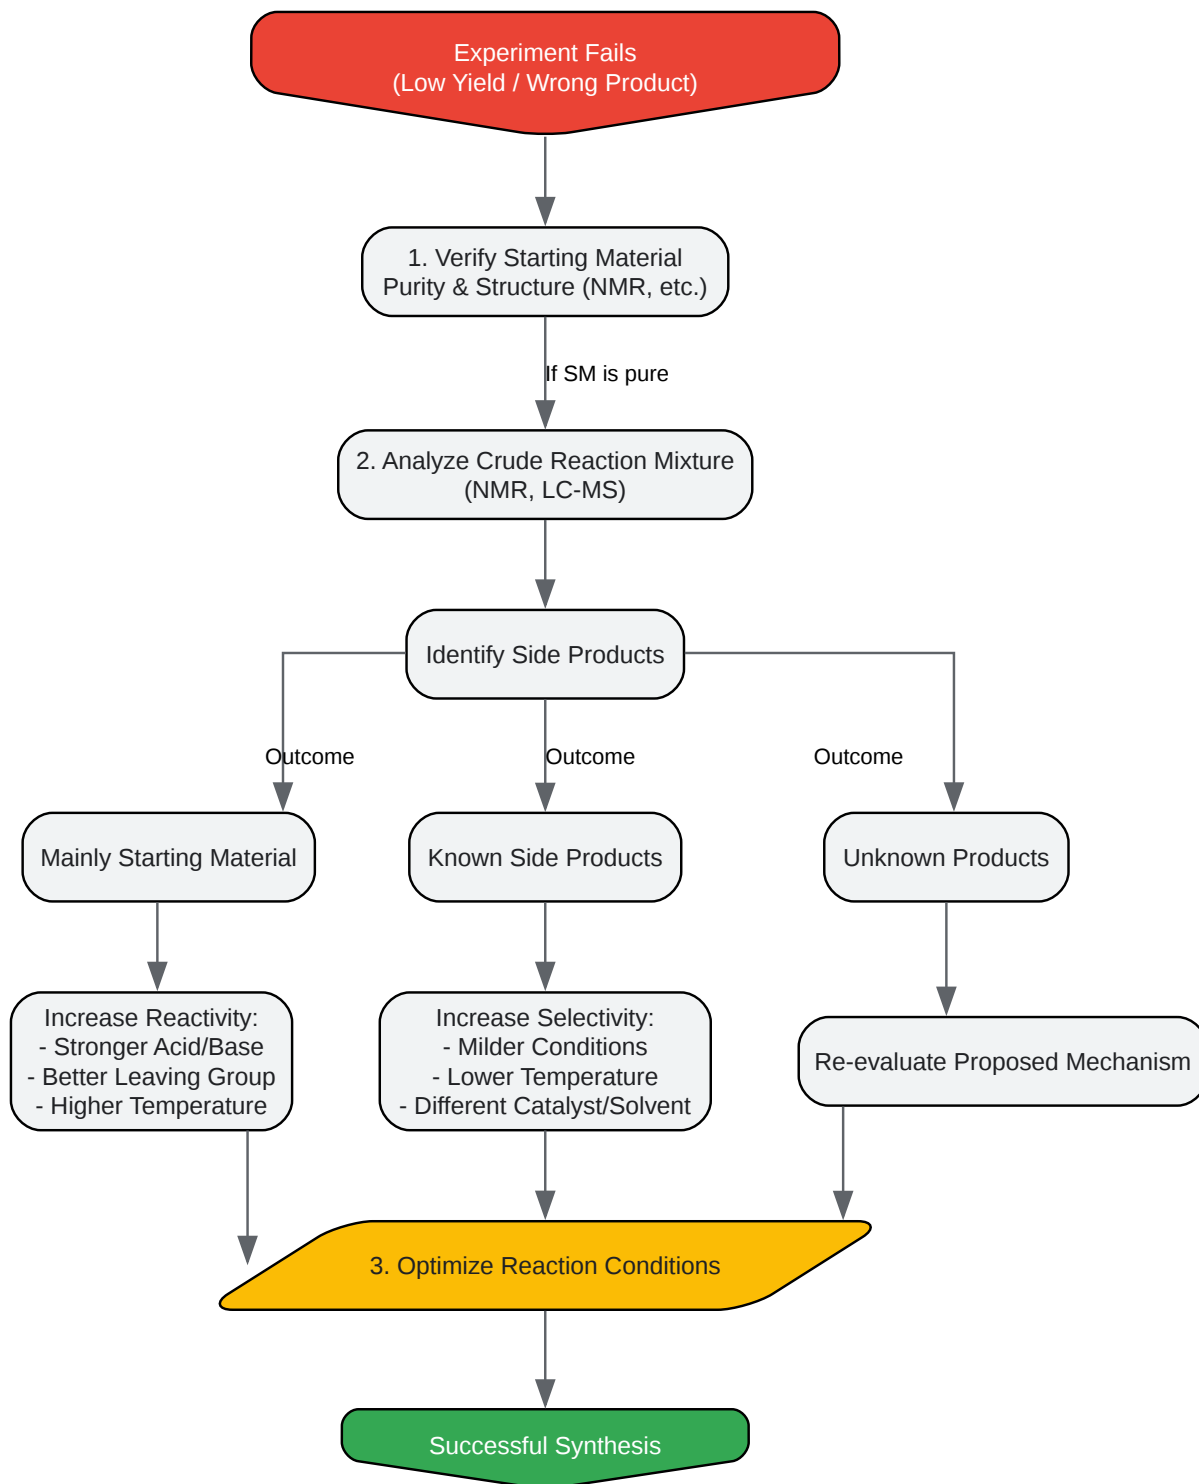 Experiment Fails
(Low Yield / Wrong Product)
1. Verify Starting Material
Purity & Structure (NMR, etc.)
If SM is pure
2. Analyze Crude Reaction Mixture
(NMR, LC-MS)
Identify Side Products
Outcome
Outcome
Outcome
Mainly Starting Material
Known Side Products
Unknown Products
Increase Reactivity:
- Stronger Acid/Base
- Better Leaving Group
- Higher Temperature
Increase Selectivity:
- Milder Conditions
- Lower Temperature
- Different Catalyst/Solvent
Re-evaluate Proposed Mechanism
3. Optimize Reaction Conditions
Successful Synthesis